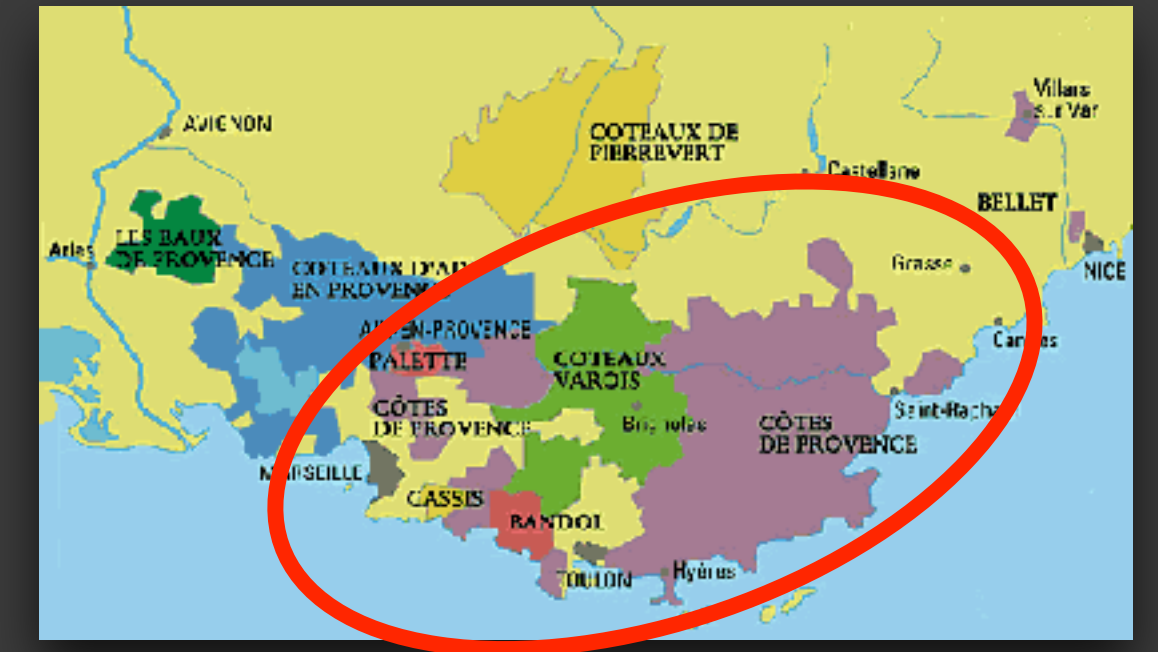 Villars
sur Var
AVIGNON
COTEAUX DE
PIERREVERT
Castellane
BELLET
LES BAUX
DE PROVENCE
Arles
COTEAUX D'AIX
EN PROVENCE
Grasse
NICE
AIX-EN-PROVENCE
PALETTE
Cannes
COTEAUX
VAROIS
CÔTES
DE PROVENCE
Brignoles
CÔTES
DE PROVENCE
MARSEILLE
CASSIS
BANDOL
TOULON
Hyères